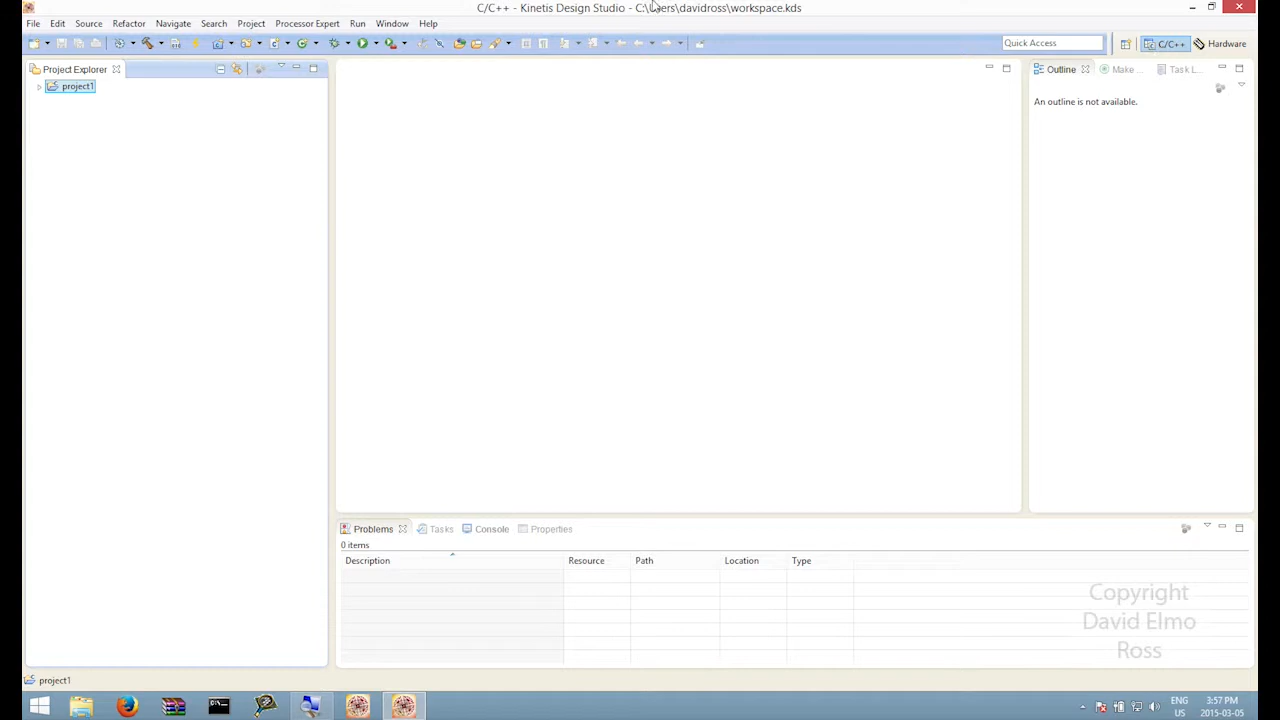 C/C++ - Kinetis Design Studio - C:\Users\davidross\workspace.kds
File Edit Source Refactor Navigate Search Project Processor Expert Run Window Help
Quick Access
C/C++
Hardware
Project Explorer
project1
Outline
Make ...
Task L...
An outline is not available.
Problems
Tasks
Console
Properties
0 items
Description Resource Path Location Type
Copyright
David Elmo
Ross
project1
ENG
US
3:57 PM
2015-03-05